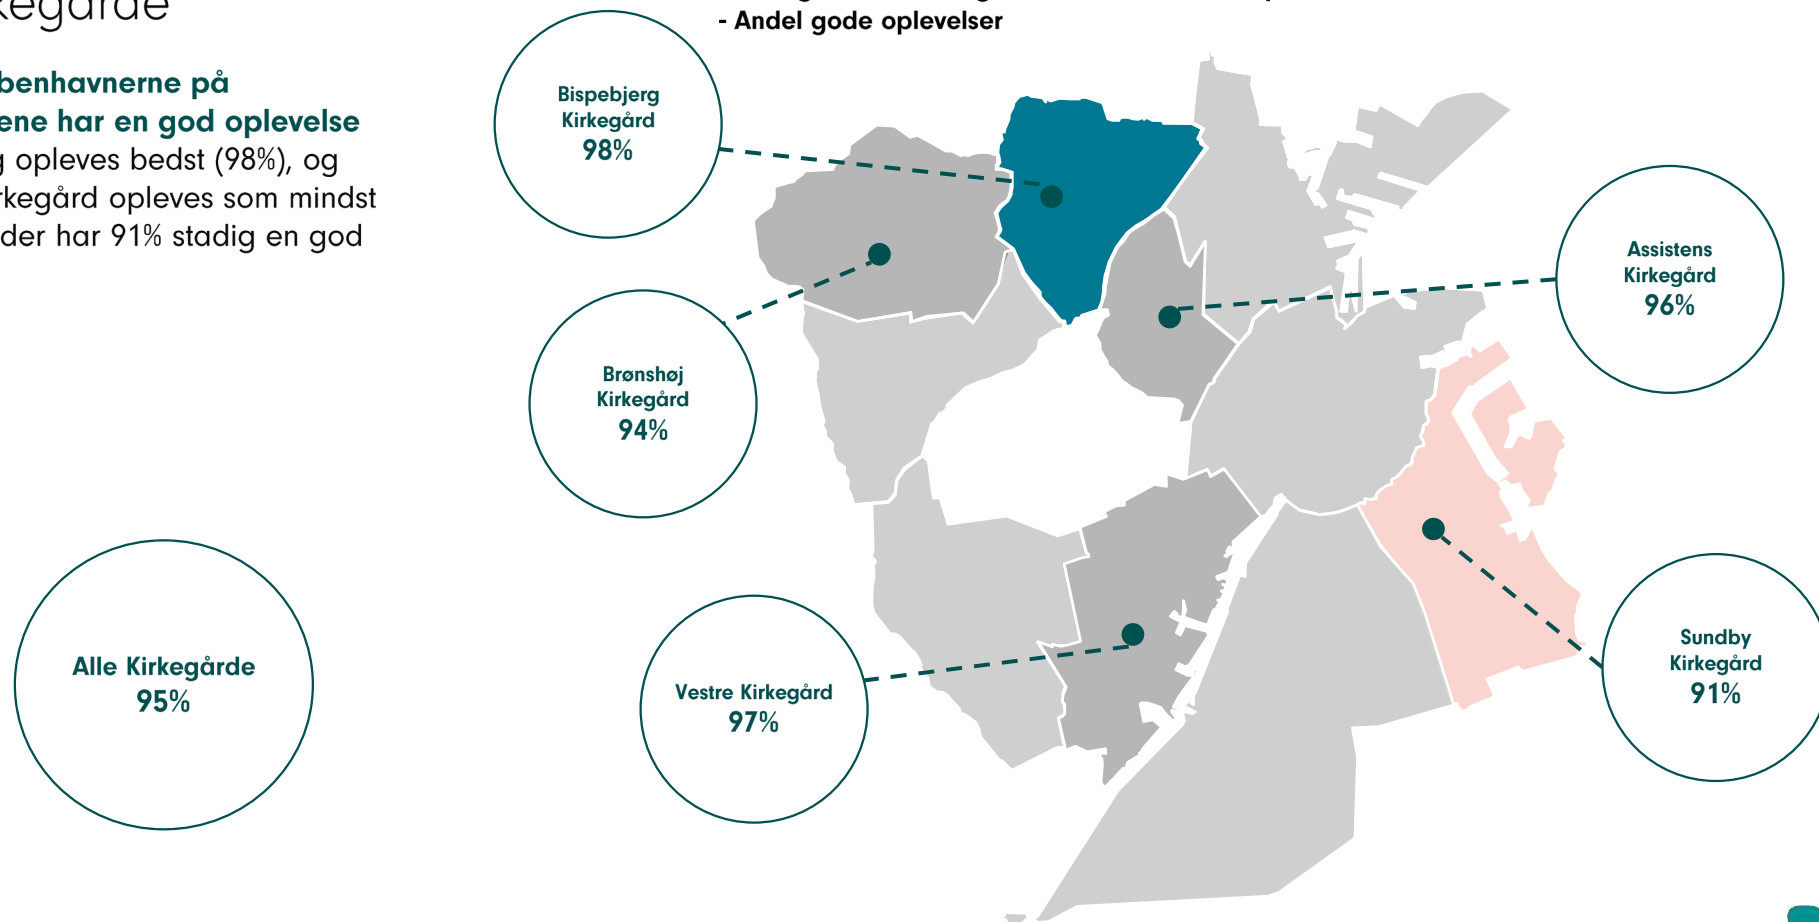 kegårde
benhavnerne på
ene har en god oplevelse
g opleves bedst (98%), og
rkegård opleves som mindst
der har 91% stadig en god
- Andel gode oplevelser
Bispebjerg
Kirkegård
98%
Assistens
Kirkegård
96%
Brønshøj
Kirkegård
94%
Alle Kirkegårde
95%
Vestre Kirkegård
97%
Sundby
Kirkegård
91%